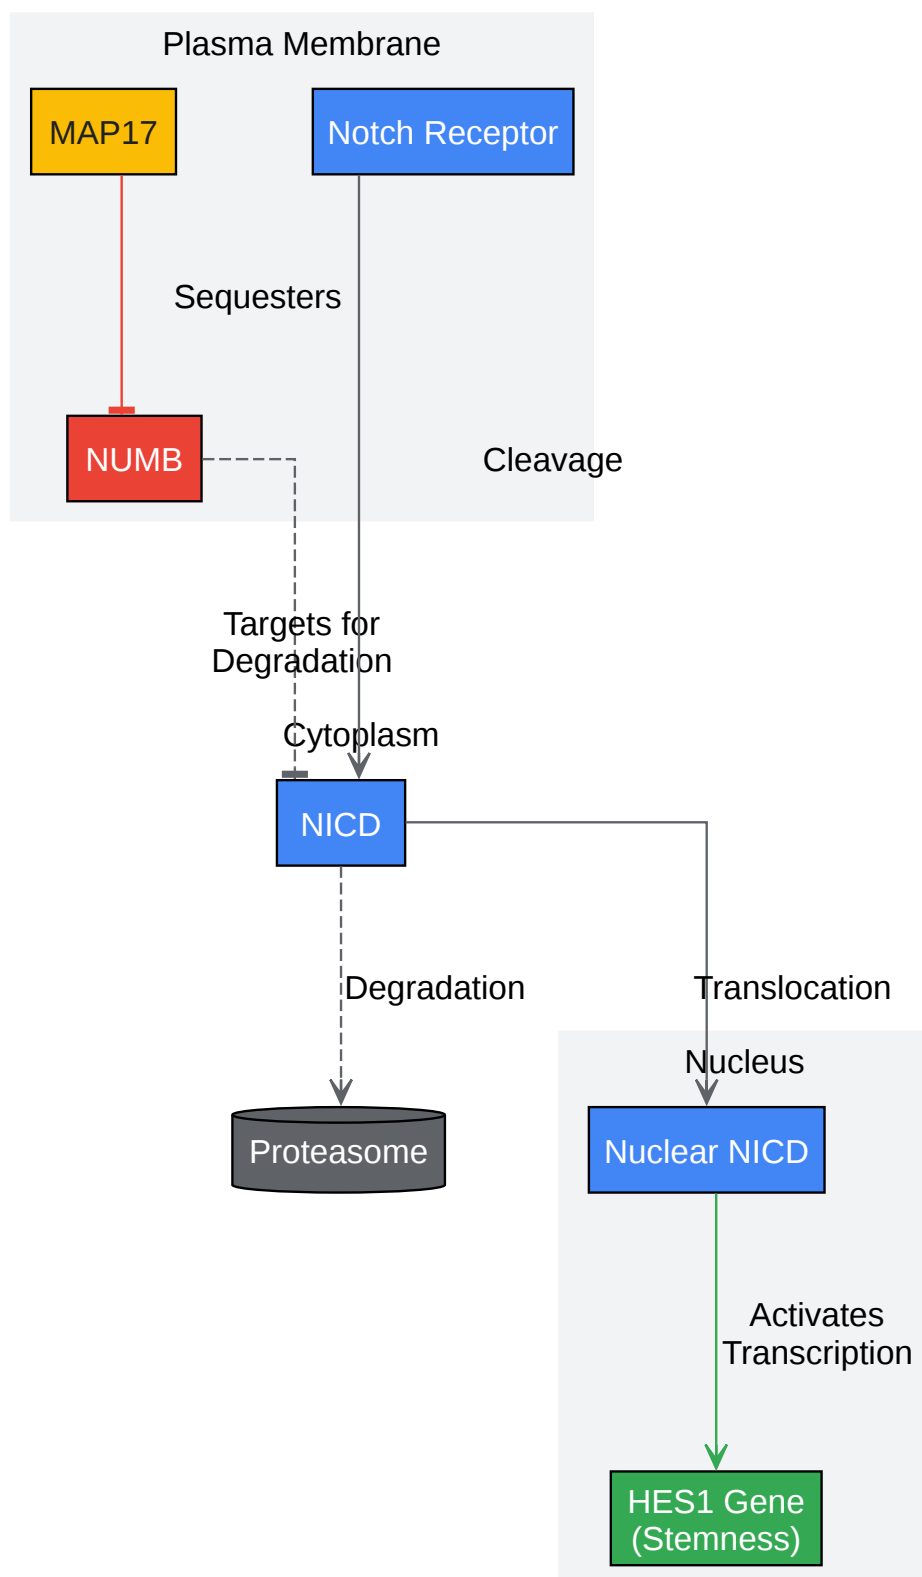 Plasma Membrane
MAP17
Notch Receptor
Sequesters
NUMB
Cleavage
Targets for
Degradation
Cytoplasm
NICD
Degradation
Translocation
Nucleus
Proteasome
Nuclear NICD
Activates
Transcription
HES1 Gene
(Stemness)